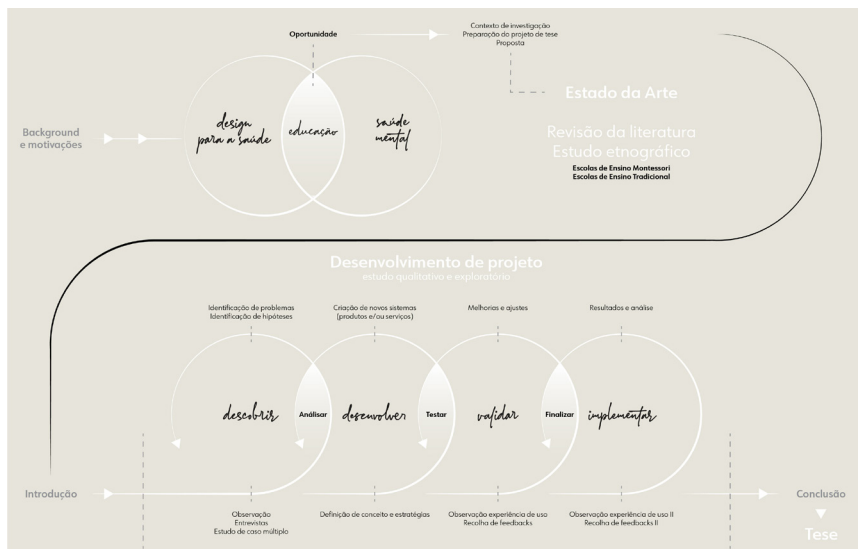 Oportunidade
Contexto de investigação
Preparação do projeto de tese
Proposta
Estado da Arte
Background
e motivações
design
para a saúde
educação
saúde
mental
Revisão da literatura
Estudo etnográfico
Escolas de Ensino Montessori
Escolas de Ensino Tradicional
Desenvolvimento de projeto
estudo qualitativo e exploratório
Identificação de problemas
Identificação de hipóteses
Criação de novos sistemas
(produtos e/ou serviços)
Melhorias e ajustes
Resultados e análise
descobrir
Análisar
desenvolver
Testar
validar
Finalizar
implementar
Introdução
Conclusão
Observação
Entrevistas
Estudo de caso múltiplo
Definição de conceito e estratégias
Observação experiência de uso
Recolha de feedbacks
Observação experiência de uso II
Recolha de feedbacks II
Tese